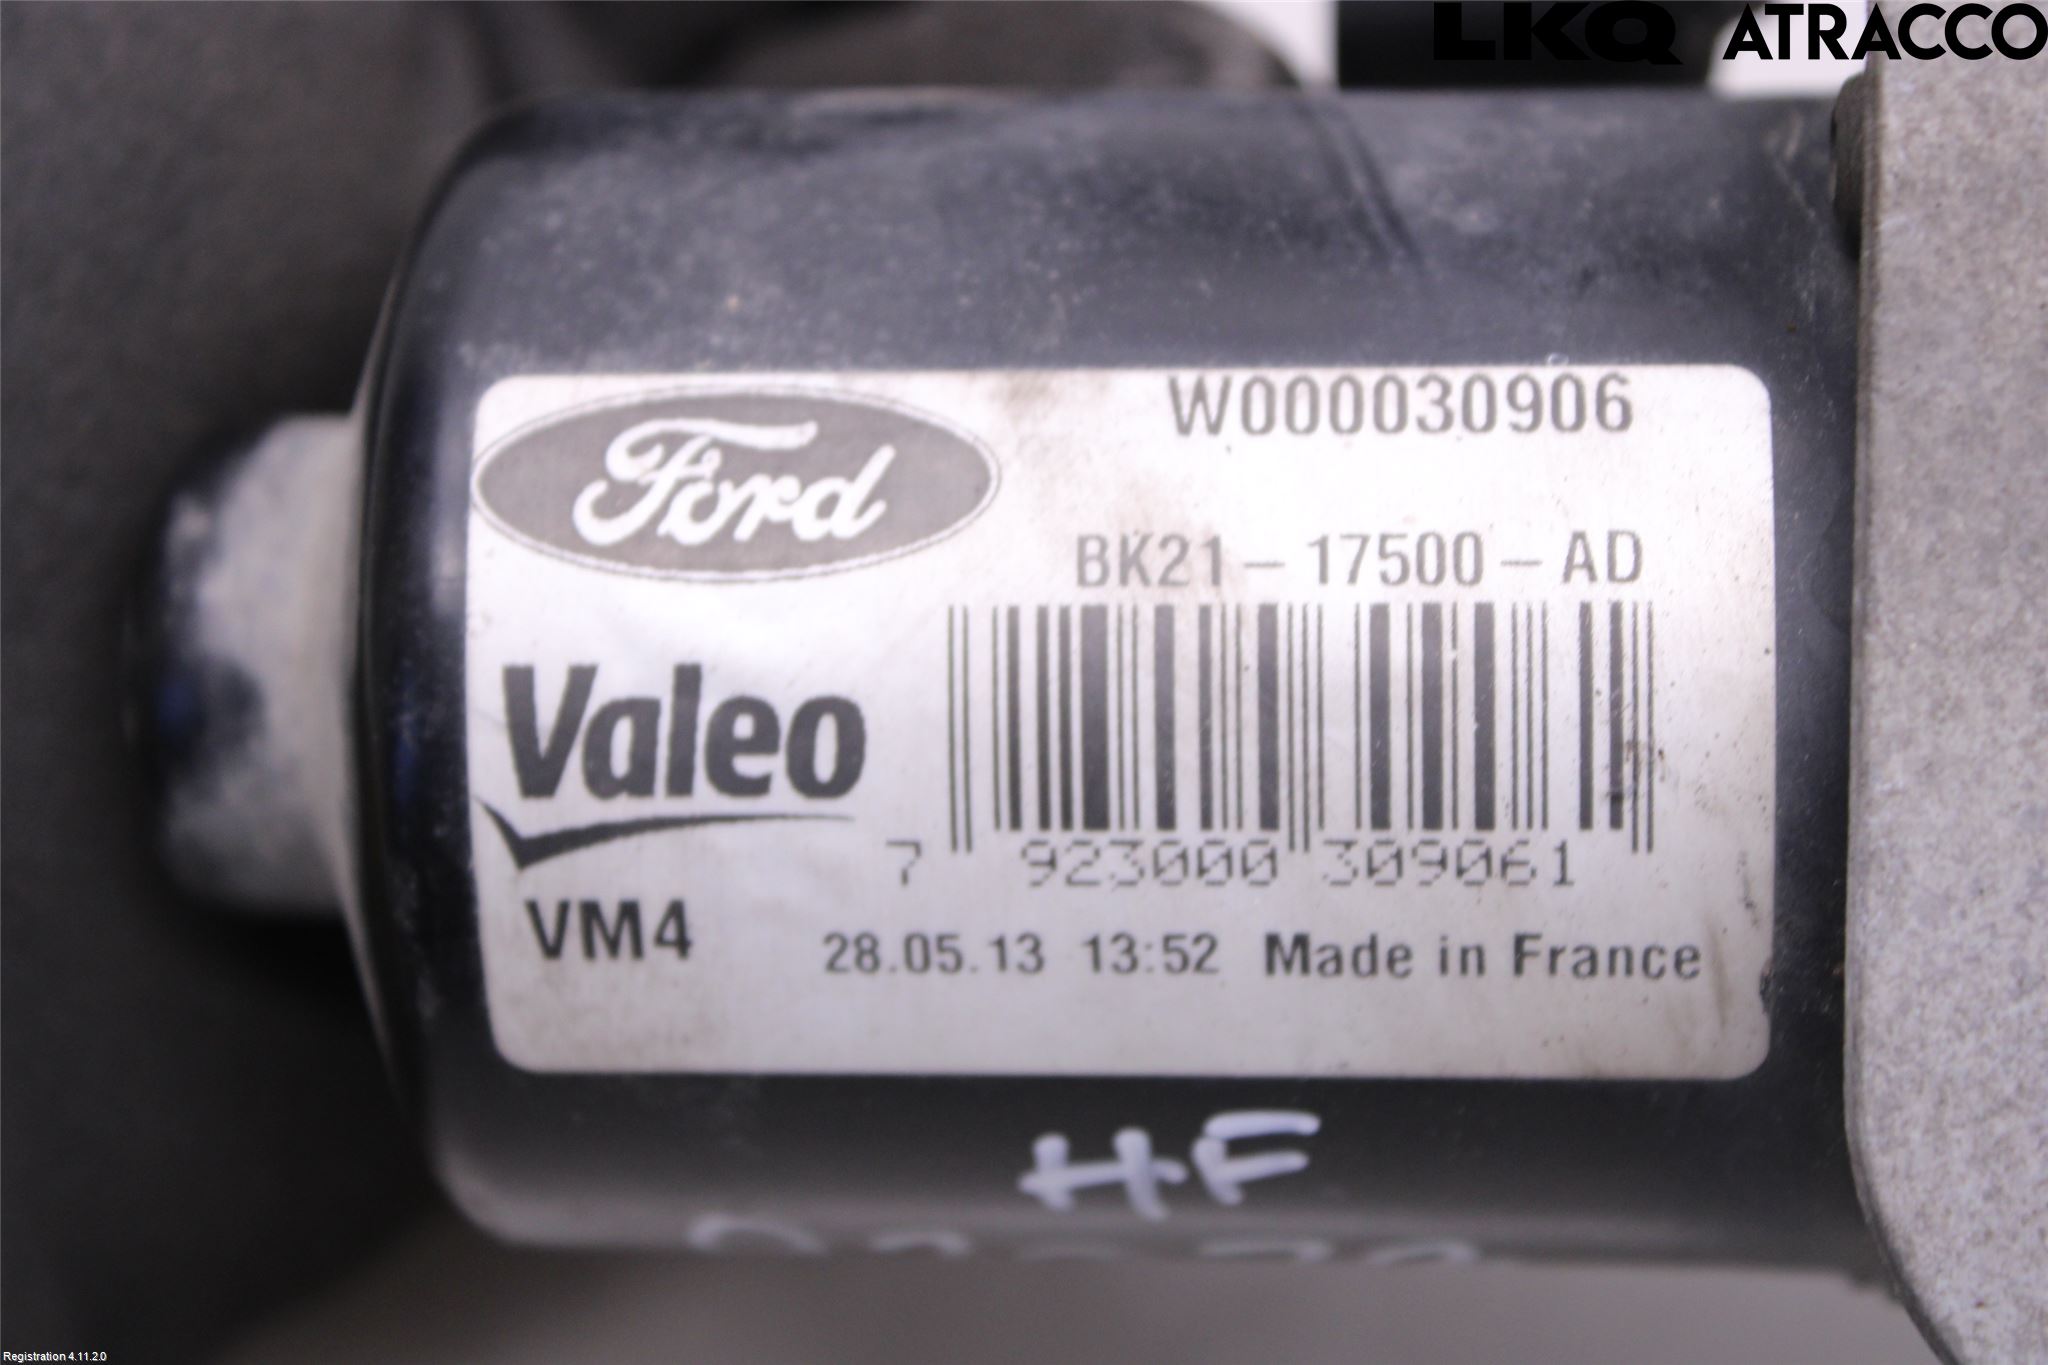 LKQ ATRACCO
W000030906
Ford
BK21-17500-AD
Valeo
7 923000 309061
VM4
28.05.13 13:52 Made in France
HF
Registration 4.11.2.0